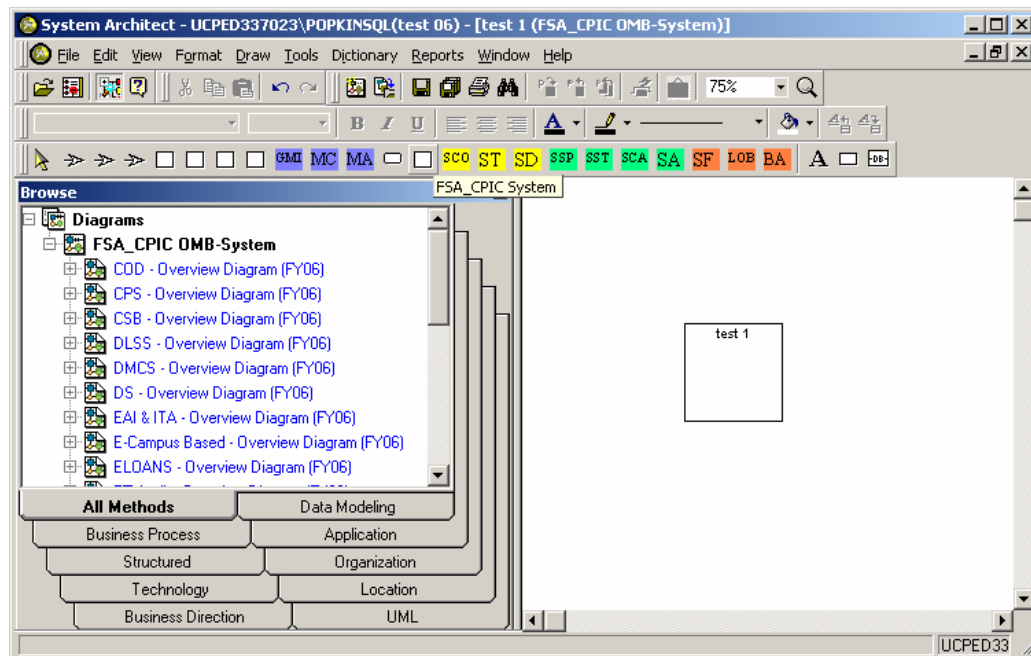 System Architect - UCPED337023\POPKINSQL(test 06) - [test 1 (FSA_CPIC OMB-System)]
File Edit View Format Draw Tools Dictionary Reports Window Help
75%
B I U A
GMI MC MA SCO ST SD SSP SST SCA SA SF LOB BA A -DB-
FSA_CPIC System
Browse
Diagrams
FSA_CPIC OMB-System
COD - Overview Diagram (FY06)
CPS - Overview Diagram (FY06)
CSB - Overview Diagram (FY06)
DLSS - Overview Diagram (FY06)
DMCS - Overview Diagram (FY06)
DS - Overview Diagram (FY06)
EAI & ITA - Overview Diagram (FY06)
E-Campus Based - Overview Diagram (FY06)
ELOANS - Overview Diagram (FY06)
All Methods Data Modeling
Business Process Application
Structured Organization
Technology Location
Business Direction UML
test 1
UCPED33